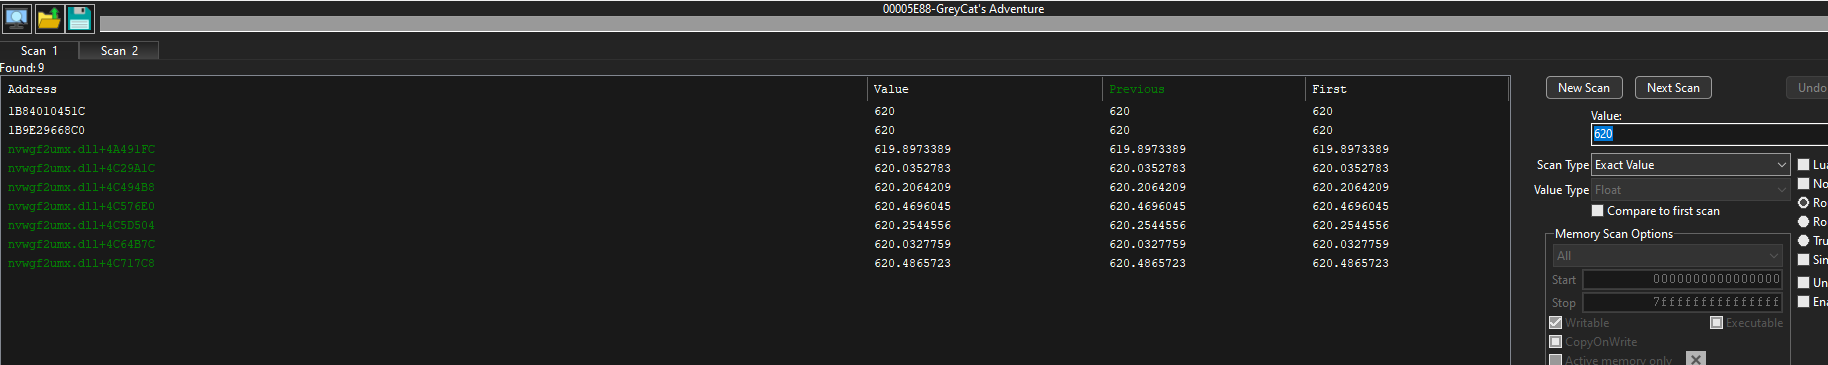 00005E88-GreyCat's Adventure
Scan 1 Scan 2
Found: 9
Address Value Previous First
1B84010451C 620 620 620
1B9E29668C0 620 620 620
nvwgf2umx.dll+4A491FC 619.8973389 619.8973389 619.8973389
nvwgf2umx.dll+4C29A1C 620.0352783 620.0352783 620.0352783
nvwgf2umx.dll+4C494B8 620.2064209 620.2064209 620.2064209
nvwgf2umx.dll+4C576E0 620.4696045 620.4696045 620.4696045
nvwgf2umx.dll+4C5D504 620.2544556 620.2544556 620.2544556
nvwgf2umx.dll+4C64B7C 620.0327759 620.0327759 620.0327759
nvwgf2umx.dll+4C717C8 620.4865723 620.4865723 620.4865723
New Scan Next Scan Undo
Value:
620
Scan Type Exact Value Lua
Value Type Float No
Compare to first scan Ro
Ro
Memory Scan Options Tru
All Sim
Start 0000000000000000 Un
Stop 7fffffffffffffff Ena
Writable Executable
CopyOnWrite
Active memory only